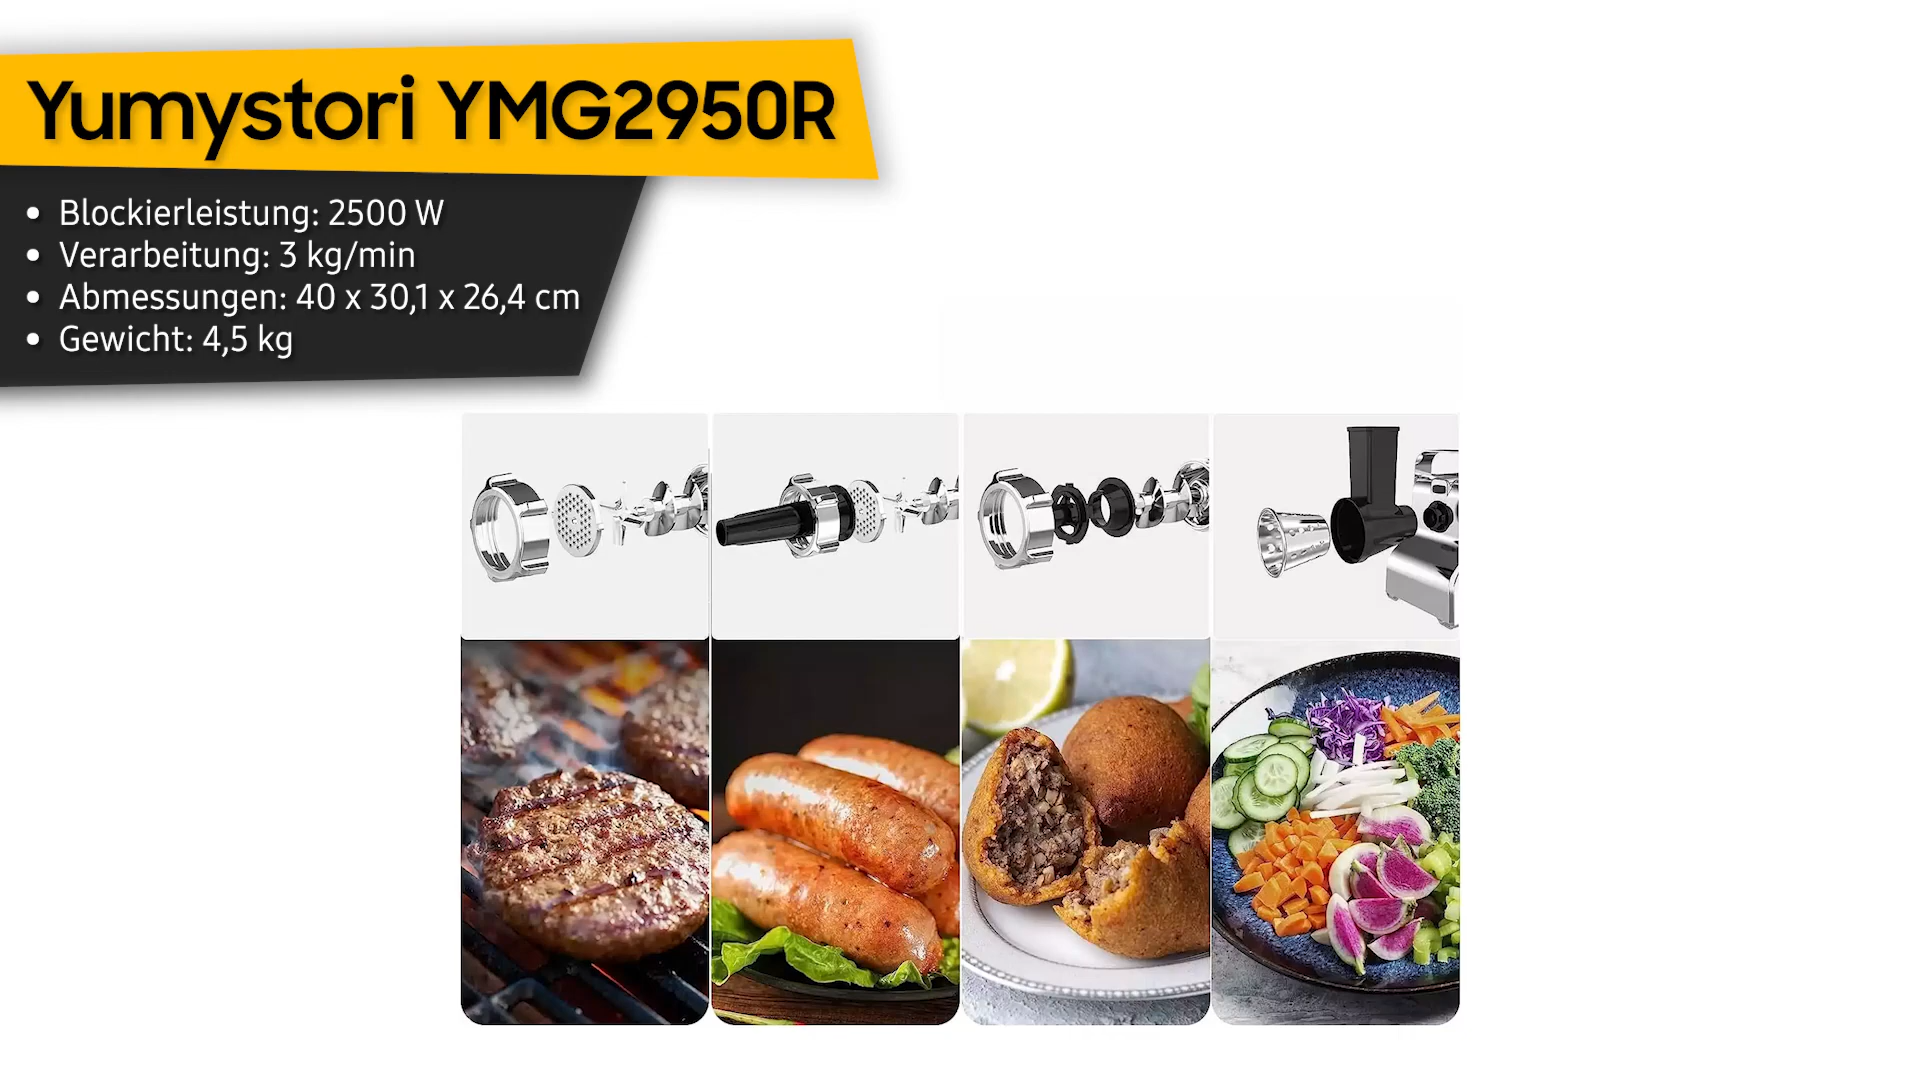 Yumystori YMG2950R
• Blockierleistung: 2500 W
• Verarbeitung: 3 kg/min
• Abmessungen: 40 x 30,1 x 26,4 cm
• Gewicht: 4,5 kg